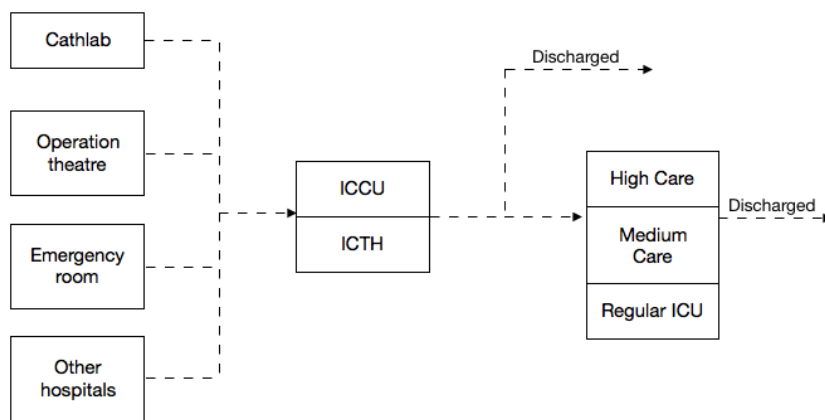 Cathlab
Operation
theatre
Emergency
room
Other
hospitals
ICCU
ICTH
Discharged
High Care
Medium
Care
Regular ICU
Discharged